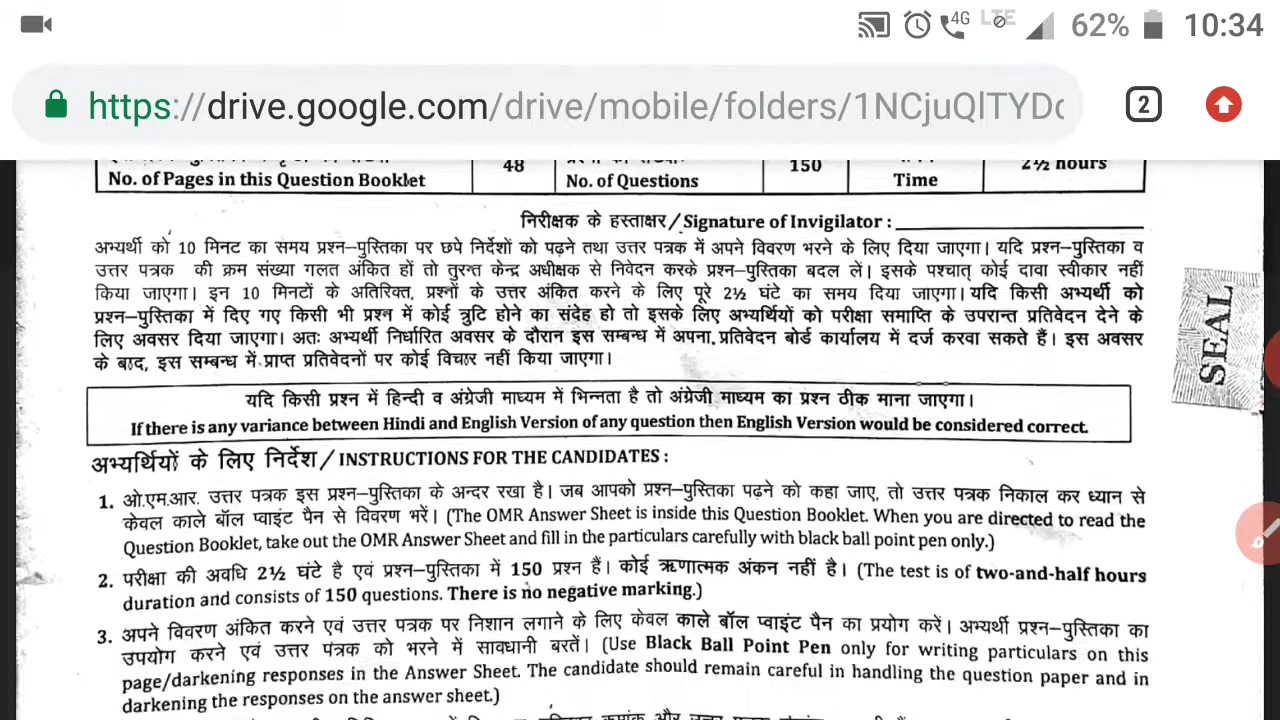 4G LTE 62% 10:34
https://drive.google.com/drive/mobile/folders/1NCjuQlTYD
2
48 150 2½ hours
No. of Pages in this Question Booklet No. of Questions Time
निरीक्षक के हस्ताक्षर/Signature of Invigilator :
अभ्यर्थी को 10 मिनट का समय प्रश्न-पुस्तिका पर छपे निर्देशों को पढ़ने तथा उत्तर पत्रक में अपने विवरण भरने के लिए दिया जाएगा। यदि प्रश्न-पुस्तिका व
उत्तर पत्रक की क्रम संख्या गलत अंकित हों तो तुरन्त केन्द्र अधीक्षक से निवेदन करके प्रश्न-पुस्तिका बदल लें। इसके पश्चात् कोई दावा स्वीकार नहीं
किया जाएगा। इन 10 मिनटों के अतिरिक्त, प्रश्नों के उत्तर अंकित करने के लिए पूरे 2½ घंटे का समय दिया जाएगा। यदि किसी अभ्यर्थी को
प्रश्न-पुस्तिका में दिए गए किसी भी प्रश्न में कोई त्रुटि होने का संदेह हो तो इसके लिए अभ्यर्थियों को परीक्षा समाप्ति के उपरान्त प्रतिवेदन देने के
लिए अवसर दिया जाएगा। अतः अभ्यर्थी निर्धारित अवसर के दौरान इस सम्बन्ध में अपना प्रतिवेदन बोर्ड कार्यालय में दर्ज करवा सकते हैं। इस अवसर
के बाद, इस सम्बन्ध में प्राप्त प्रतिवेदनों पर कोई विचार नहीं किया जाएगा।
SEAL
यदि किसी प्रश्न में हिन्दी व अंग्रेजी माध्यम में भिन्नता है तो अंग्रेजी माध्यम का प्रश्न ठीक माना जाएगा।
If there is any variance between Hindi and English Version of any question then English Version would be considered correct.
अभ्यर्थियों के लिए निर्देश/INSTRUCTIONS FOR THE CANDIDATES :
1. ओ.एम.आर. उत्तर पत्रक इस प्रश्न-पुस्तिका के अन्दर रखा है। जब आपको प्रश्न-पुस्तिका पढ़ने को कहा जाए, तो उत्तर पत्रक निकाल कर ध्यान से
केवल काले बॉल प्वाइंट पैन से विवरण भरें। (The OMR Answer Sheet is inside this Question Booklet. When you are directed to read the
Question Booklet, take out the OMR Answer Sheet and fill in the particulars carefully with black ball point pen only.)
2. परीक्षा की अवधि 2½ घंटे है एवं प्रश्न-पुस्तिका में 150 प्रश्न हैं। कोई ऋणात्मक अंकन नहीं है। (The test is of two-and-half hours
duration and consists of 150 questions. There is no negative marking.)
3. अपने विवरण अंकित करने एवं उत्तर पत्रक पर निशान लगाने के लिए केवल काले बॉल प्वाइंट पैन का प्रयोग करें। अभ्यर्थी प्रश्न-पुस्तिका का
उपयोग करने एवं उत्तर पत्रक को भरने में सावधानी बरतें। (Use Black Ball Point Pen only for writing particulars on this
page/darkening responses in the Answer Sheet. The candidate should remain careful in handling the question paper and in
darkening the responses on the answer sheet.)